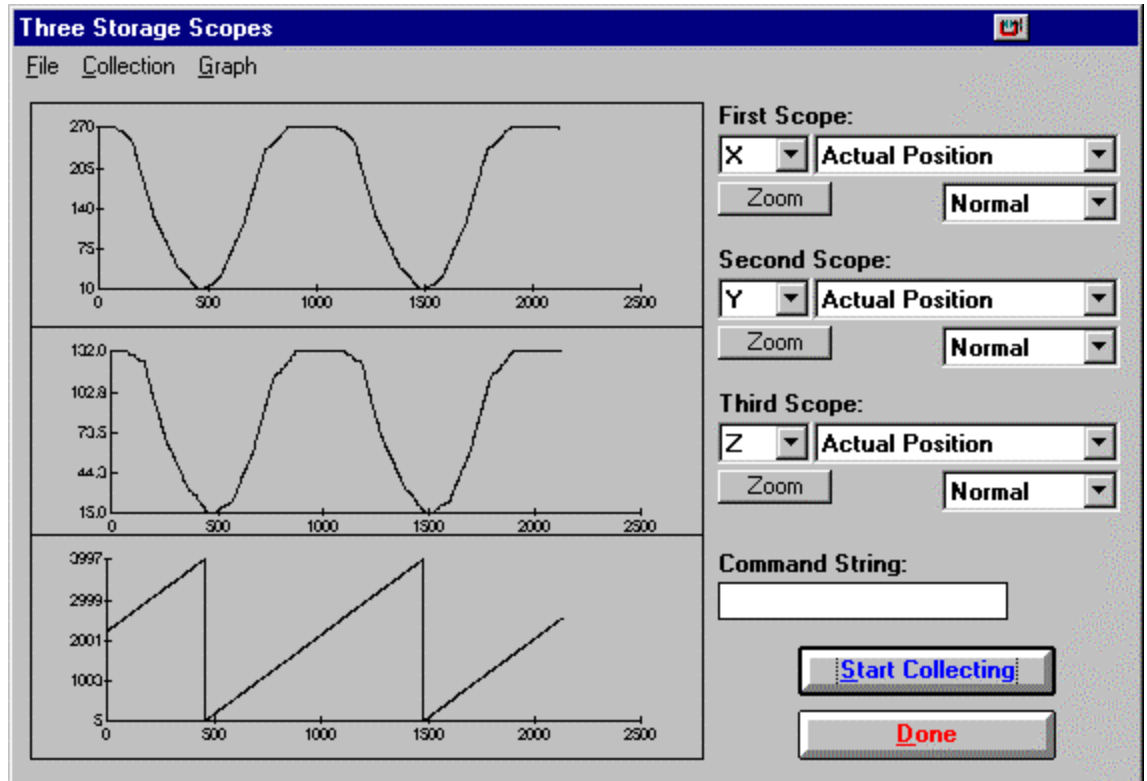 Three Storage Scopes
File Collection Graph
270
205
140
75
10
0 500 1000 1500 2000 2500
132.0
102.8
73.5
44.3
15.0
0 500 1000 1500 2000 2500
3997
2999
2001
1003
5
0 500 1000 1500 2000 2500
First Scope:
X Actual Position
Zoom Normal
Second Scope:
Y Actual Position
Zoom Normal
Third Scope:
Z Actual Position
Zoom Normal
Command String:
Start Collecting
Done